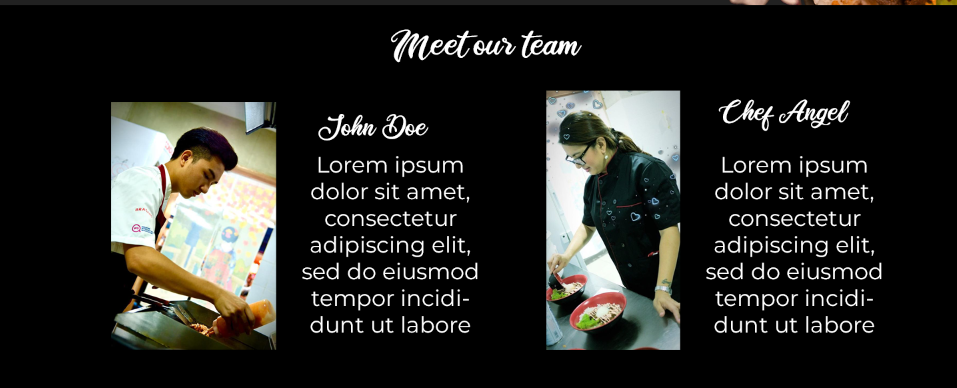 Meet our team
John Doe
Lorem ipsum
dolor sit amet,
consectetur
adipiscing elit,
sed do eiusmod
tempor incidi-
dunt ut labore
Chef Angel
Lorem ipsum
dolor sit amet,
consectetur
adipiscing elit,
sed do eiusmod
tempor incidi-
dunt ut labore